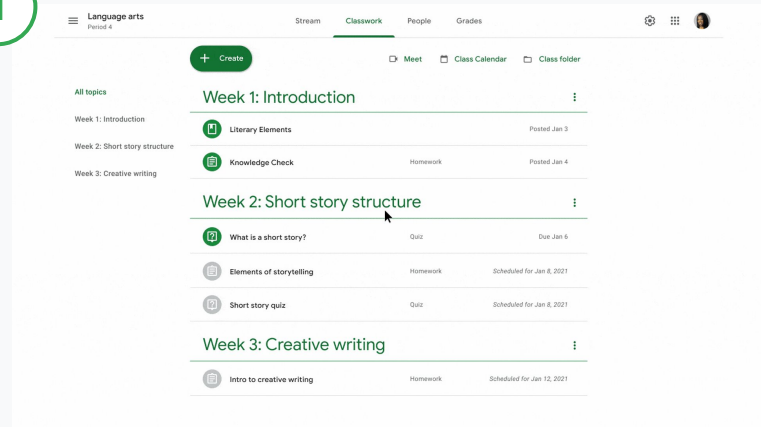 Language arts
Period 4
Stream Classwork People Grades
Create
Meet Class Calendar Class folder
All topics
Week 1: Introduction
Week 2: Short story structure
Week 3: Creative writing
Week 1: Introduction
Literary Elements Posted Jan 3
Knowledge Check Homework Posted Jan 4
Week 2: Short story structure
What is a short story? Quiz Due Jan 6
Elements of storytelling Homework Scheduled for Jan 8, 2021
Short story quiz Quiz Scheduled for Jan 8, 2021
Week 3: Creative writing
Intro to creative writing Homework Scheduled for Jan 12, 2021